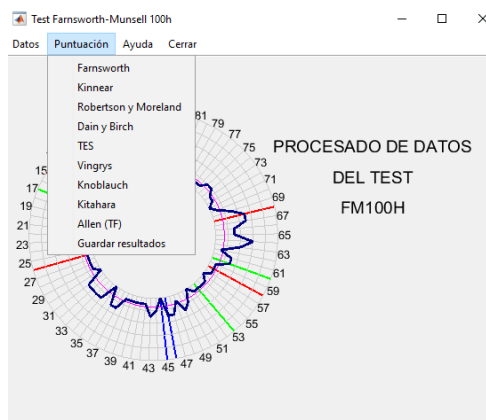 Test Farnsworth-Munsell 100h
Datos Puntuación Ayuda Cerrar
Farnsworth
Kinnear
Robertson y Moreland
Dain y Birch
TES
Vingrys
Knoblauch
Kitahara
Allen (TF)
Guardar resultados
PROCESADO DE DATOS
DEL TEST
FM100H
81
79
77
75
73
71
69
67
65
63
61
59
57
55
53
51
49
47
45
43
41
39
37
35
33
31
29
27
25
23
21
19
17
15